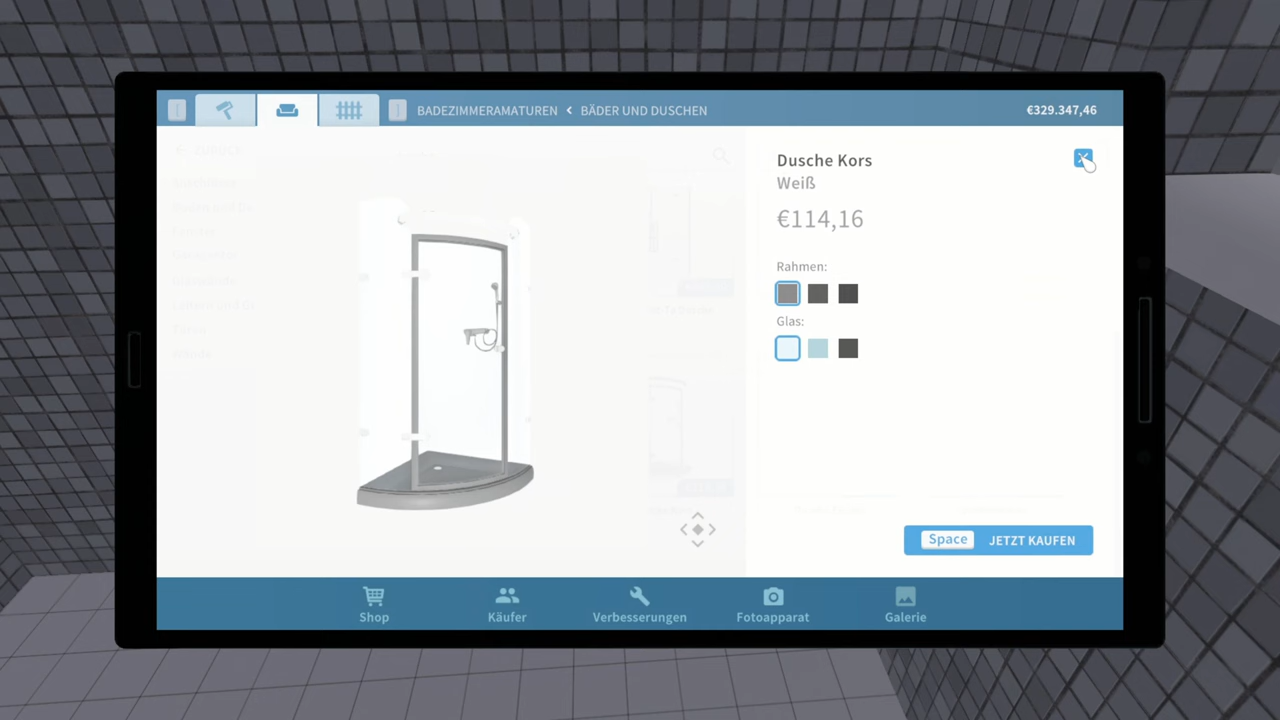 BADEZIMMERAMATUREN < BÄDER UND DUSCHEN
€329.347,46
ZURÜCK
Dusche Kors
Weiß
€114,16
Rahmen:
Glas:
Space JETZT KAUFEN
Shop
Käufer
Verbesserungen
Fotoapparat
Galerie